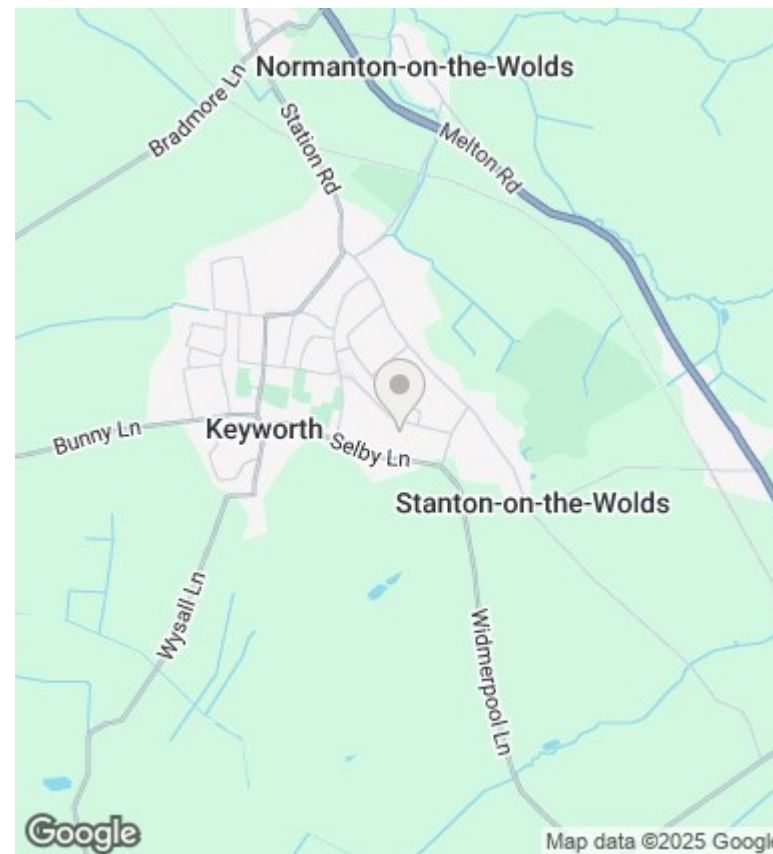 Normanton-on-the-Wolds
Bradmore Ln
Station Rd
Melton Rd
Bunny Ln
Keyworth
Selby Ln
Stanton-on-the-Wolds
Wysall Ln
Widmerpool Ln
Google
Map data ©2025 Google